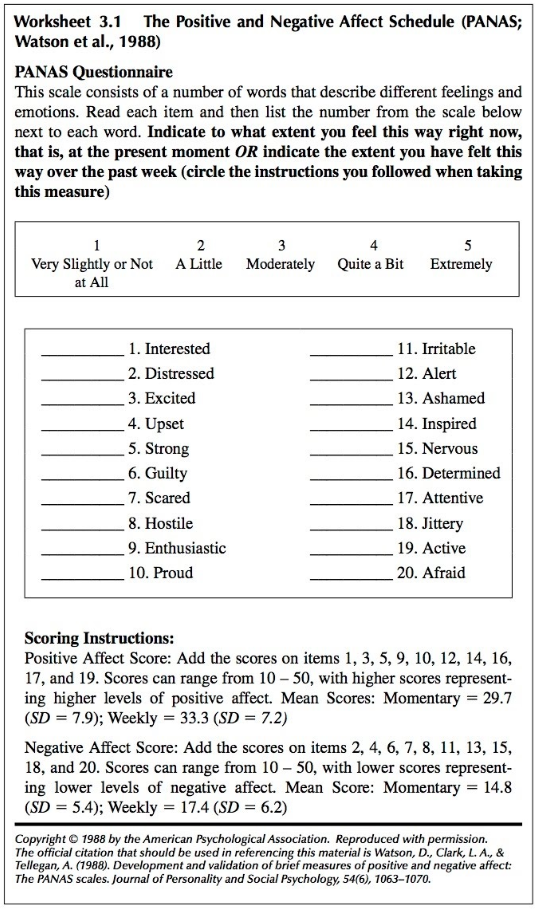 Worksheet 3.1 The Positive and Negative Affect Schedule (PANAS;
Watson et al., 1988)
PANAS Questionnaire
This scale consists of a number of words that describe different feelings and
emotions. Read each item and then list the number from the scale below
next to each word. Indicate to what extent you feel this way right now,
that is, at the present moment OR indicate the extent you have felt this
way over the past week (circle the instructions you followed when taking
this measure)
1 2 3 4 5
Very Slightly or Not A Little Moderately Quite a Bit Extremely
at All
__________ 1. Interested
__________ 2. Distressed
__________ 3. Excited
__________ 4. Upset
__________ 5. Strong
__________ 6. Guilty
__________ 7. Scared
__________ 8. Hostile
__________ 9. Enthusiastic
__________ 10. Proud
__________ 11. Irritable
__________ 12. Alert
__________ 13. Ashamed
__________ 14. Inspired
__________ 15. Nervous
__________ 16. Determined
__________ 17. Attentive
__________ 18. Jittery
__________ 19. Active
__________ 20. Afraid
Scoring Instructions:
Positive Affect Score: Add the scores on items 1, 3, 5, 9, 10, 12, 14, 16,
17, and 19. Scores can range from 10 – 50, with higher scores represent-
ing higher levels of positive affect. Mean Scores: Momentary = 29.7
(SD = 7.9); Weekly = 33.3 (SD = 7.2)
Negative Affect Score: Add the scores on items 2, 4, 6, 7, 8, 11, 13, 15,
18, and 20. Scores can range from 10 – 50, with lower scores represent-
ing lower levels of negative affect. Mean Score: Momentary = 14.8
(SD = 5.4); Weekly = 17.4 (SD = 6.2)
Copyright © 1988 by the American Psychological Association. Reproduced with permission.
The official citation that should be used in referencing this material is Watson, D., Clark, L. A., &
Tellegan, A. (1988). Development and validation of brief measures of positive and negative affect:
The PANAS scales. Journal of Personality and Social Psychology, 54(6), 1063–1070.